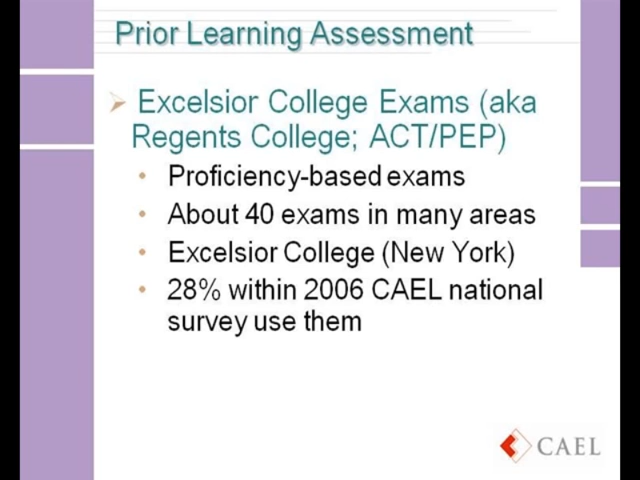 Prior Learning Assessment
Excelsior College Exams (aka
Regents College; ACT/PEP)
• Proficiency-based exams
• About 40 exams in many areas
• Excelsior College (New York)
• 28% within 2006 CAEL national
survey use them
CAEL